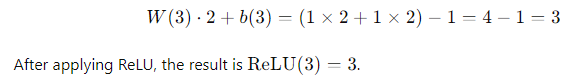 W(3) · 2 + b(3) = (1 × 2 + 1 × 2) − 1 = 4 − 1 = 3
After applying ReLU, the result is ReLU(3) = 3.